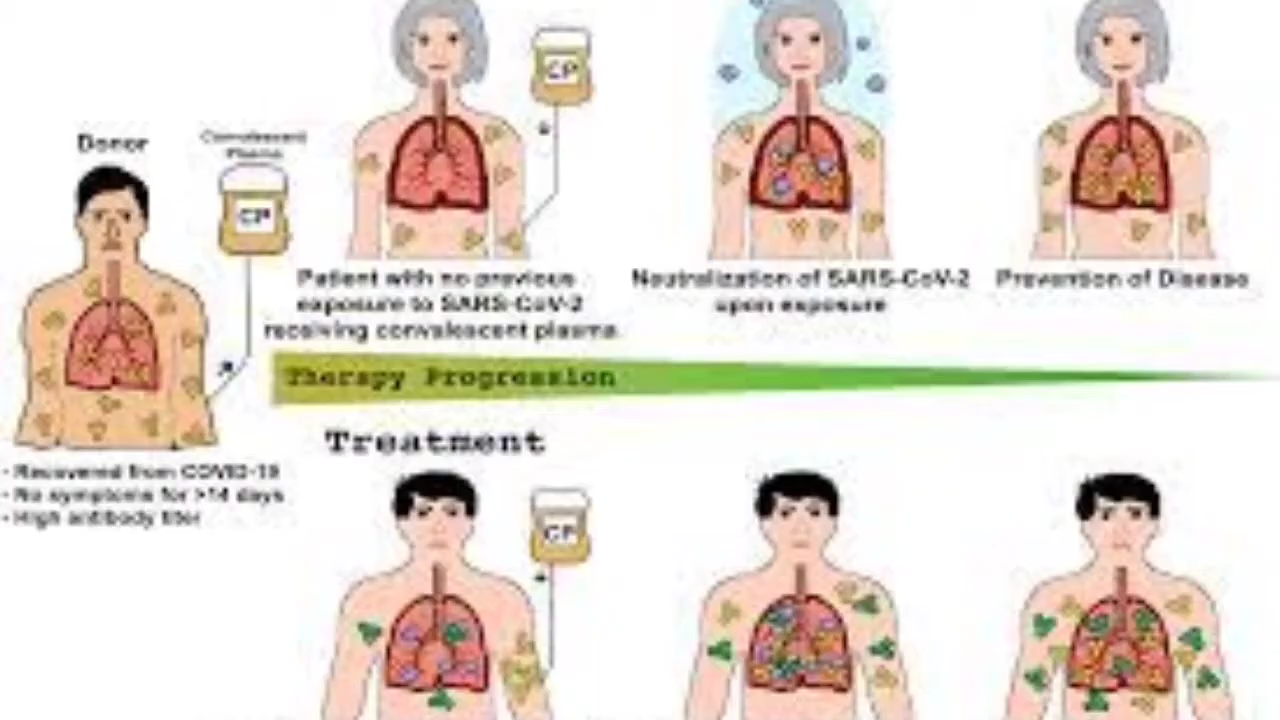 Donor
Convalescent
Plasma
CP
CP
Patient with no previous
exposure to SARS-CoV-2
receiving convalescent plasma
Neutralization of SARS-CoV-2
upon exposure
Prevention of Disease
Therapy Progression
Treatment
- Recovered from COVID-19
- No symptoms for >14 days
- High antibody titer
CP